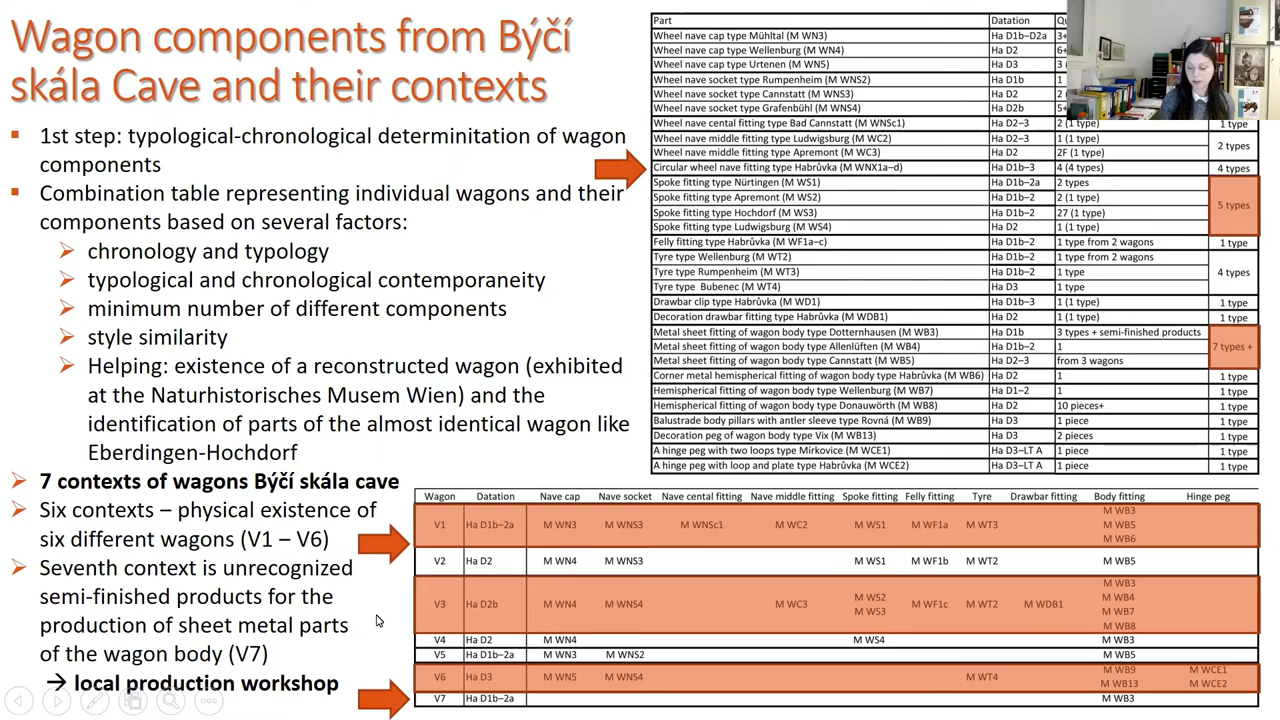 Wagon components from Býčí
skála Cave and their contexts
▪ 1st step: typological-chronological determinitation of wagon
components
▪ Combination table representing individual wagons and their
components based on several factors:
➢ chronology and typology
➢ typological and chronological contemporaneity
➢ minimum number of different components
➢ style similarity
➢ Helping: existence of a reconstructed wagon (exhibited
at the Naturhistorisches Musem Wien) and the
identification of parts of the almost identical wagon like
Eberdingen-Hochdorf
➢ 7 contexts of wagons Býčí skála cave
➢ Six contexts – physical existence of
six different wagons (V1 – V6)
➢ Seventh context is unrecognized
semi-finished products for the
production of sheet metal parts
of the wagon body (V7)
→ local production workshop
Part Datation
Wheel nave cap type Mühltal (M WN3) Ha D1b–D2a 3+
Wheel nave cap type Wellenburg (M WN4) Ha D2 6+
Wheel nave cap type Urtenen (M WN5) Ha D3 3
Wheel nave socket type Rumpenheim (M WNS2) Ha D1b 1
Wheel nave socket type Cannstatt (M WNS3) Ha D2 2
Wheel nave socket type Grafenbühl (M WNS4) Ha D2b 5+
Wheel nave cental fitting type Bad Cannstatt (M WNSc1) Ha D2–3 2 (1 type) 1 type
Wheel nave middle fitting Ludwigsburg (M WC2) Ha D2–3 1 (1 type) 2 types
Wheel nave middle fitting Apremont (M WC3) Ha D2 2F (1 type)
Circular wheel nave fitting type Habrůvka (M WNX1a–d) Ha D1b–3 4 (4 types) 4 types
Spoke fitting type Nürtingen (M WS1) Ha D1b–2a 2 types 5 types
Spoke fitting type Apremont (M WS2) Ha D1b–2 2 (1 type)
Spoke fitting type Hochdorf (M WS3) Ha D1b–2 27 (1 type)
Spoke fitting type Ludwigsburg (M WS4) Ha D2 1 (1 type)
Felly fitting type Habrůvka (M WF1a–c) Ha D1b–2 1 type from 2 wagons 1 type
Tyre type Wellenburg (M WT2) Ha D1b–2 1 type from 2 wagons 4 types
Tyre type Rumpenheim (M WT3) Ha D1b–2 1 type
Tyre type Bubenec (M WT4) Ha D3 1 type
Drawbar clip type Habrůvka (M WD1) Ha D1b–3 1 (1 type) 1 type
Decoration drawbar fitting type Habrůvka (M WDB1) Ha D2 1 (1 type) 1 type
Metal sheet fitting of wagon body type Dotternhausen (M WB3) Ha D1b 3 types + semi-finished products 7 types +
Metal sheet fitting of wagon body type Allenlüften (M WB4) Ha D1b–2 1
Metal sheet fitting of wagon body type Cannstatt (M WB5) Ha D2–3 from 3 wagons
Corner metal hemispherical fitting of wagon body type Habrůvka (M WB6) Ha D2 1 1 type
Hemispherical fitting of wagon body type Wellenburg (M WB7) Ha D1–2 1 1 type
Hemispherical fitting of wagon body type Donauwörth (M WB8) Ha D2 10 pieces+ 1 type
Balustrade body pillars with antler sleeve type Rovná (M WB9) Ha D3 1 piece 1 type
Decoration peg of wagon body type Vix (M WB13) Ha D3 2 pieces 1 type
A hinge peg with two loops type Mírkovice (M WCE1) Ha D3–LT A 1 piece 1 type
A hinge peg with loop and plate type Habrůvka (M WCE2) Ha D3–LT A 1 piece 1 type
Wagon Datation Nave cap Nave socket Nave cental fitting Nave middle fitting Spoke fitting Felly fitting Tyre Drawbar fitting Body fitting Hinge peg
M WB3
V1 Ha D1b–2a M WN3 M WNS3 M WNSc1 M WC2 M WS1 M WF1a M WT3 M WB5
M WB6
V2 Ha D2 M WN4 M WNS3 M WS1 M WF1b M WT2 M WB5
M WB3
M WS2 M WB4
V3 Ha D2b M WN4 M WNS4 M WC3 M WF1c M WT2 M WDB1
M WS3 M WB7
M WB8
V4 Ha D2 M WN4 M WS4 M WB3
V5 Ha D1b–2a M WN3 M WNS2 M WB5
M WB9 M WCE1
V6 Ha D3 M WN5 M WNS4 M WT4
M WB13 M WCE2
V7 Ha D1b–2a M WB3